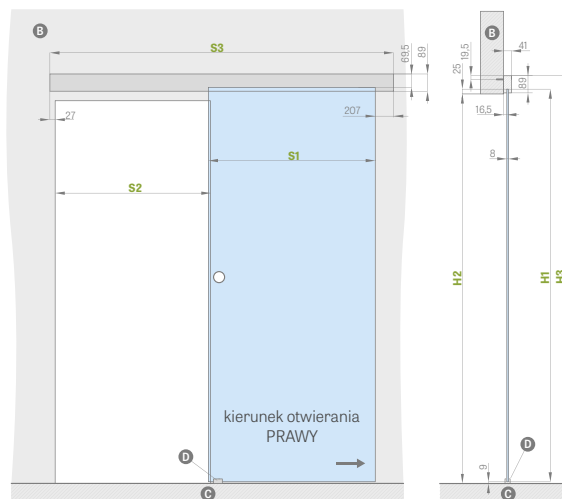 B
S3
69.5
89
27
207
S1
S2
kierunek otwierania
PRAWY
D
C
B
41
19.5
25
89
16,5
8
H2
H1
H3
9
D
C